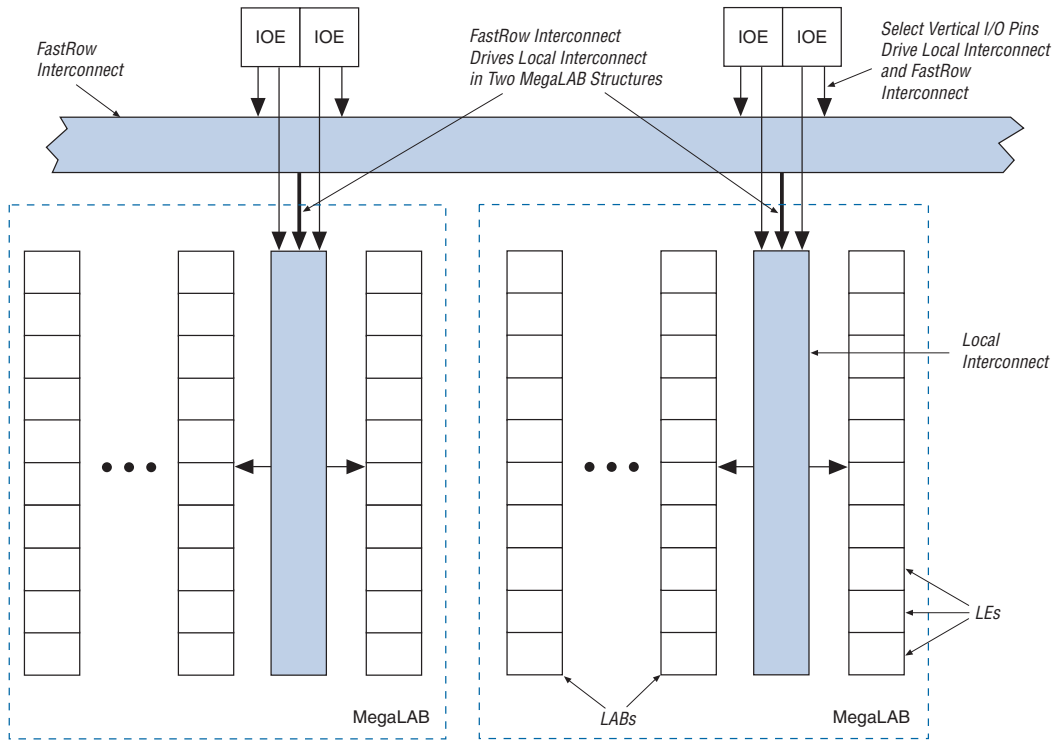 IOE IOE
IOE IOE
FastRow
Interconnect
FastRow Interconnect
Drives Local Interconnect
in Two MegaLAB Structures
Select Vertical I/O Pins
Drive Local Interconnect
and FastRow
Interconnect
Local
Interconnect
LEs
LABs
MegaLAB
MegaLAB